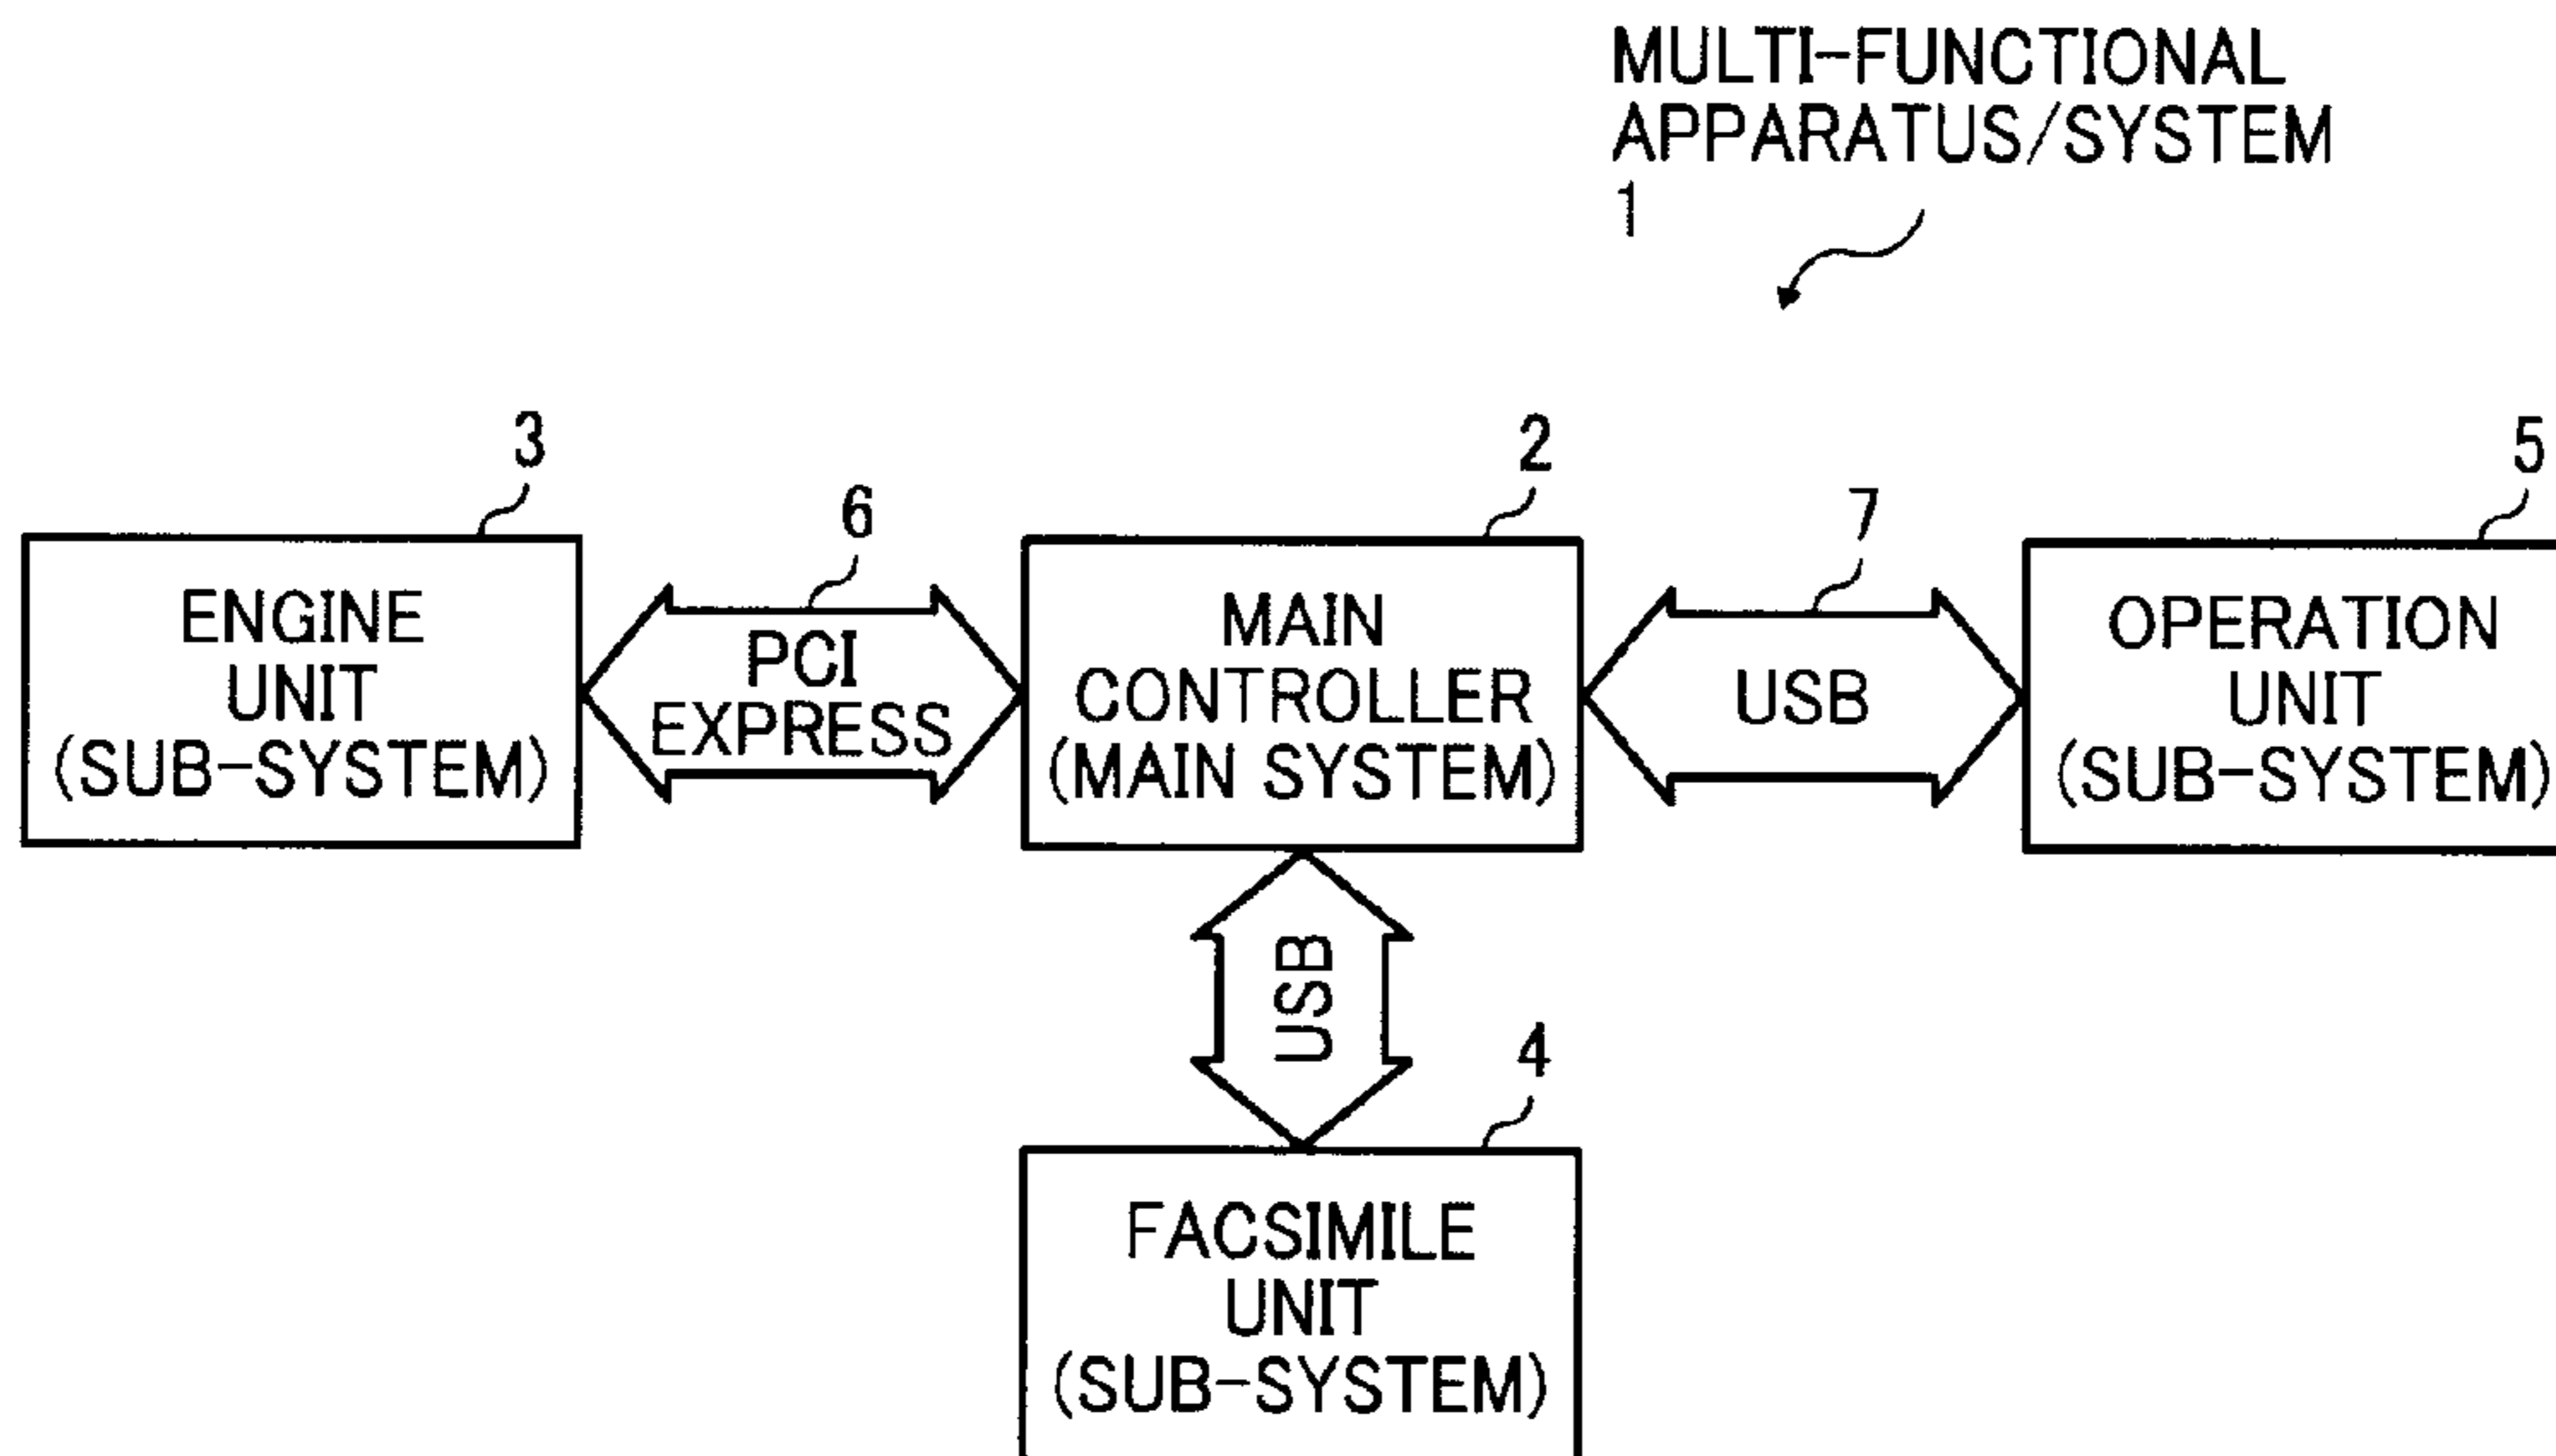 MULTI-FUNCTIONAL
APPARATUS/SYSTEM
1
3
ENGINE
UNIT
(SUB-SYSTEM)
6
PCI
EXPRESS
2
MAIN
CONTROLLER
(MAIN SYSTEM)
7
USB
5
OPERATION
UNIT
(SUB-SYSTEM)
USB
4
FACSIMILE
UNIT
(SUB-SYSTEM)